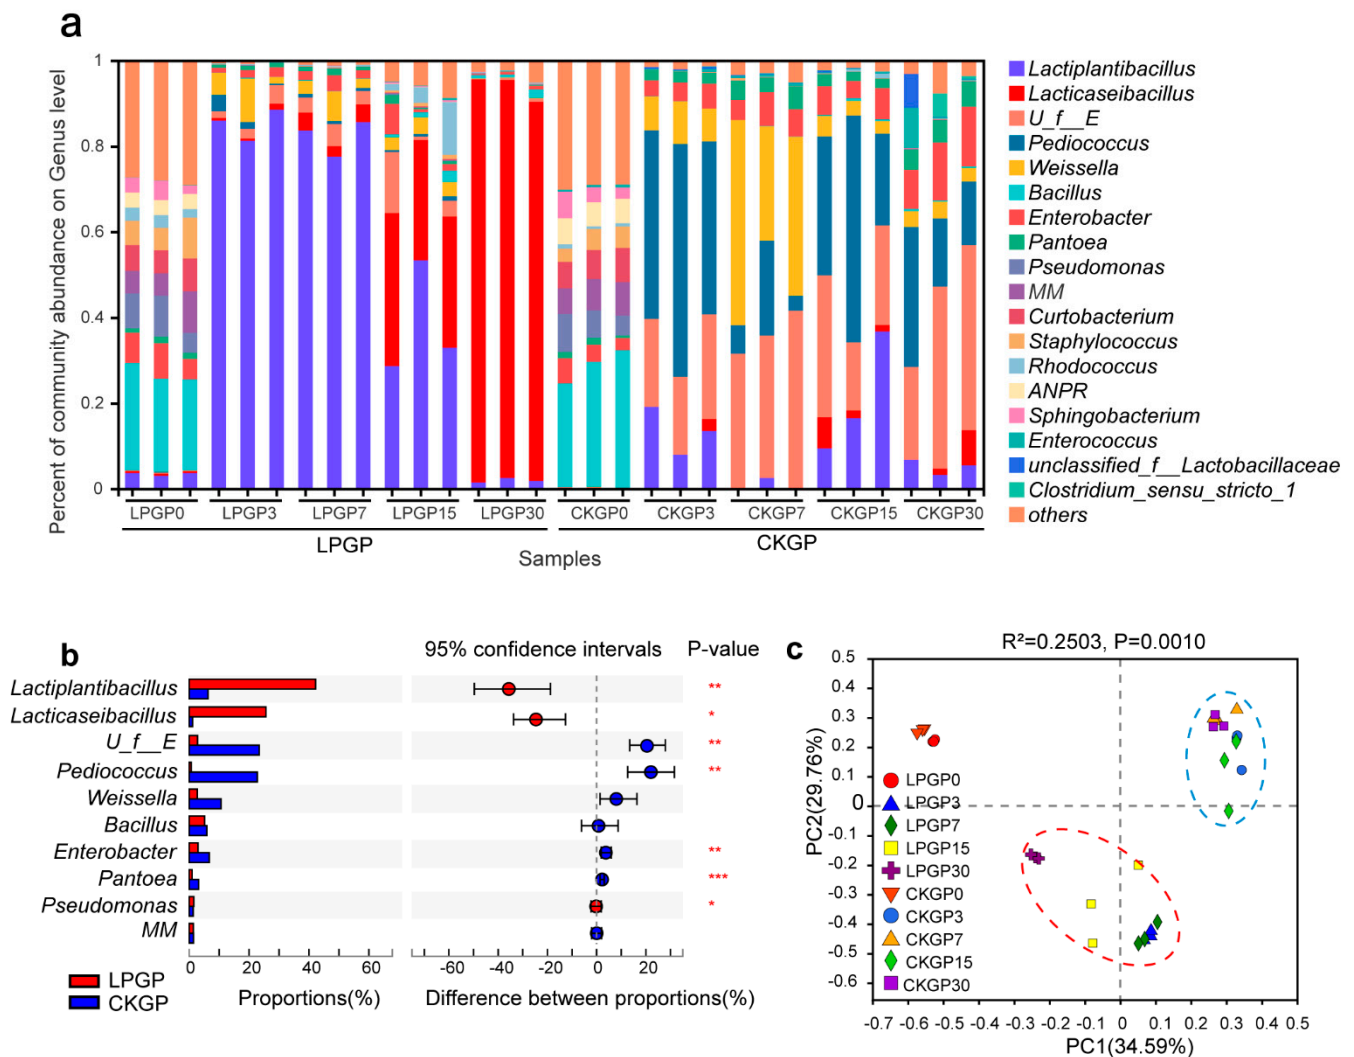 a
Percent of community abundance on Genus level
1
0.8
0.6
0.4
0.2
0
LPGP0 LPGP3 LPGP7 LPGP15 LPGP30 CKGP0 CKGP3 CKGP7 CKGP15 CKGP30
LPGP CKGP
Samples
Lactiplantibacillus
Lacticaseibacillus
U_f__E
Pediococcus
Weissella
Bacillus
Enterobacter
Pantoea
Pseudomonas
MM
Curtobacterium
Staphylococcus
Rhodococcus
ANPR
Sphingobacterium
Enterococcus
unclassified_f__Lactobacillaceae
Clostridium_sensu_stricto_1
others
b
95% confidence intervals P-value
Lactiplantibacillus **
Lacticaseibacillus *
U_f__E **
Pediococcus **
Weissella
Bacillus
Enterobacter **
Pantoea ***
Pseudomonas *
MM
0 20 40 60
-60 -40 -20 0 20
Proportions(%) Difference between proportions(%)
LPGP
CKGP
c
R²=0.2503, P=0.0010
PC2(29.76%)
0.5
0.4
0.3
0.2
0.1
0
-0.1
-0.2
-0.3
-0.4
-0.5
-0.6
LPGP0
LPGP3
LPGP7
LPGP15
LPGP30
CKGP0
CKGP3
CKGP7
CKGP15
CKGP30
-0.7 -0.6 -0.5 -0.4 -0.3 -0.2 -0.1 0 0.1 0.2 0.3 0.4 0.5
PC1(34.59%)